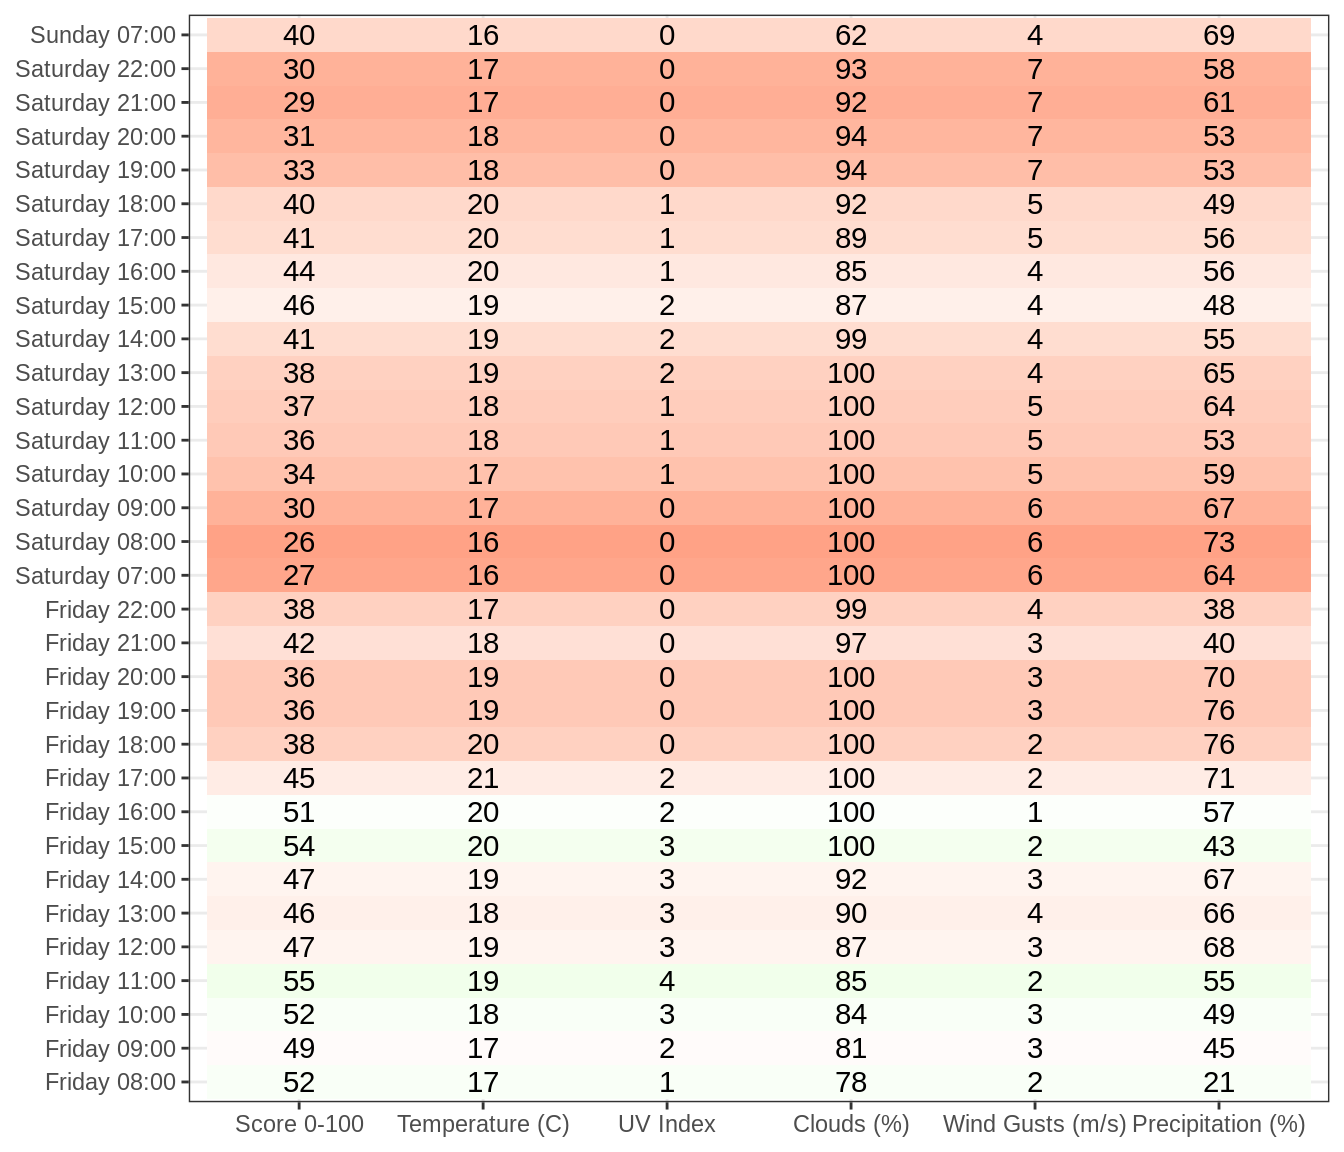 Sunday 07:00 40 16 0 62 4 69
Saturday 22:00 30 17 0 93 7 58
Saturday 21:00 29 17 0 92 7 61
Saturday 20:00 31 18 0 94 7 53
Saturday 19:00 33 18 0 94 7 53
Saturday 18:00 40 20 1 92 5 49
Saturday 17:00 41 20 1 89 5 56
Saturday 16:00 44 20 1 85 4 56
Saturday 15:00 46 19 2 87 4 48
Saturday 14:00 41 19 2 99 4 55
Saturday 13:00 38 19 2 100 4 65
Saturday 12:00 37 18 1 100 5 64
Saturday 11:00 36 18 1 100 5 53
Saturday 10:00 34 17 1 100 5 59
Saturday 09:00 30 17 0 100 6 67
Saturday 08:00 26 16 0 100 6 73
Saturday 07:00 27 16 0 100 6 64
Friday 22:00 38 17 0 99 4 38
Friday 21:00 42 18 0 97 3 40
Friday 20:00 36 19 0 100 3 70
Friday 19:00 36 19 0 100 3 76
Friday 18:00 38 20 0 100 2 76
Friday 17:00 45 21 2 100 2 71
Friday 16:00 51 20 2 100 1 57
Friday 15:00 54 20 3 100 2 43
Friday 14:00 47 19 3 92 3 67
Friday 13:00 46 18 3 90 4 66
Friday 12:00 47 19 3 87 3 68
Friday 11:00 55 19 4 85 2 55
Friday 10:00 52 18 3 84 3 49
Friday 09:00 49 17 2 81 3 45
Friday 08:00 52 17 1 78 2 21
Score 0-100 Temperature (C) UV Index Clouds (%) Wind Gusts (m/s) Precipitation (%)